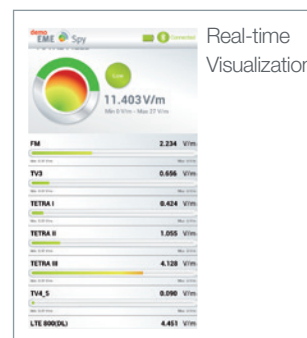 demo
EME Spy
Connected
Low
11.403 V/m
Min 0 V/m - Max 27 V/m
FM 2.234 V/m
TV3 0.656 V/m
TETRA I 0.424 V/m
TETRA II 1.055 V/m
TETRA III 4.128 V/m
TV4_5 0.090 V/m
LTE 800(DL) 4.451 V/m
Real-time
Visualization